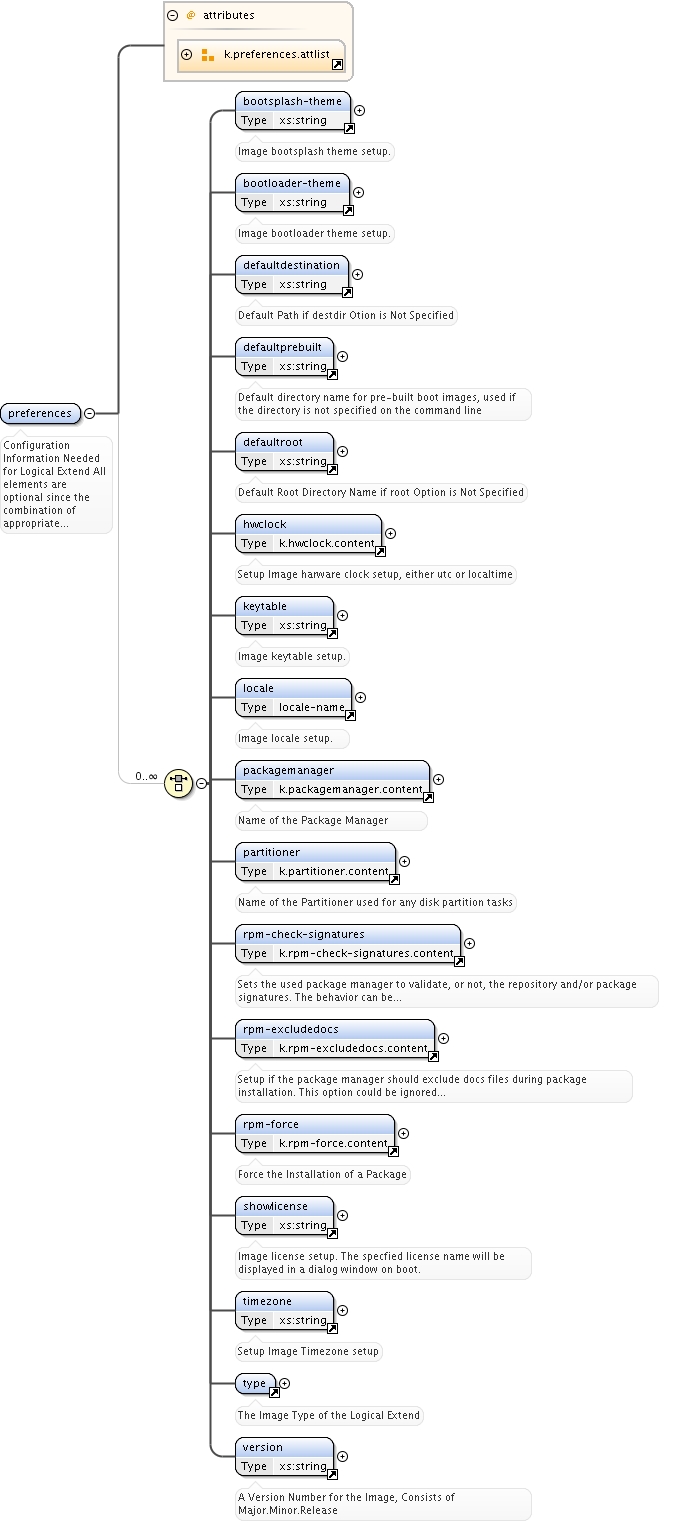 @ attributes
k.preferences.attlist
bootsplash-theme
Type xs:string
Image bootsplash theme setup.
bootloader-theme
Type xs:string
Image bootloader theme setup.
defaultdestination
Type xs:string
Default Path if destdir Otion is Not Specified
defaultprebuilt
Type xs:string
Default directory name for pre-built boot images, used if
the directory is not specified on the command line
preferences
Configuration
Information Needed
for Logical Extend All
elements are
optional since the
combination of
appropriate...
defaultroot
Type xs:string
Default Root Directory Name if root Option is Not Specified
hwclock
Type k.hwclock.content
Setup Image harware clock setup, either utc or localtime
keytable
Type xs:string
Image keytable setup.
locale
Type locale-name
Image locale setup.
0..∞
packagemanager
Type k.packagemanager.content
Name of the Package Manager
partitioner
Type k.partitioner.content
Name of the Partitioner used for any disk partition tasks
rpm-check-signatures
Type k.rpm-check-signatures.content
Sets the used package manager to validate, or not, the repository and/or package
signatures. The behavior can be...
rpm-excludedocs
Type k.rpm-excludedocs.content
Setup if the package manager should exclude docs files during package
installation. This option could be ignored...
rpm-force
Type k.rpm-force.content
Force the Installation of a Package
showlicense
Type xs:string
Image license setup. The specfied license name will be
displayed in a dialog window on boot.
timezone
Type xs:string
Setup Image Timezone setup
type
The Image Type of the Logical Extend
version
Type xs:string
A Version Number for the Image, Consists of
Major.Minor.Release